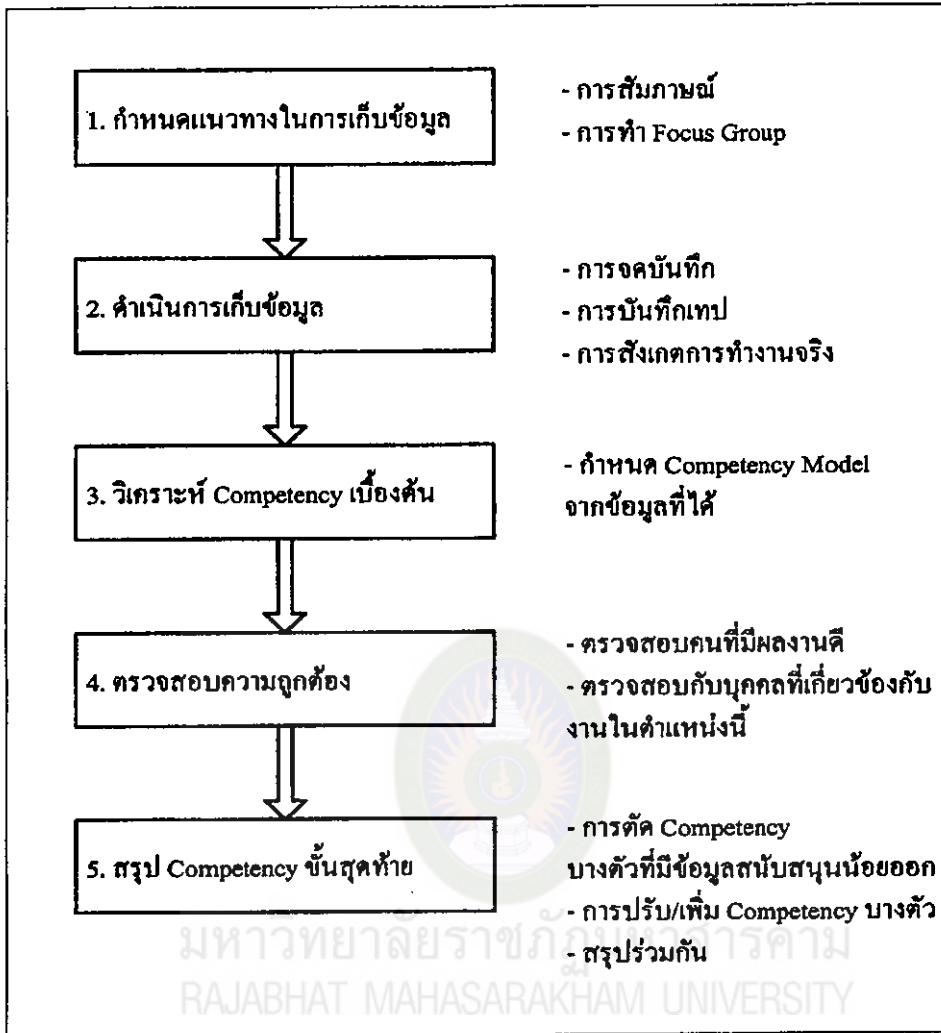 1. กำหนดแนวทางในการเก็บข้อมูล
- การสัมภาษณ์
- การทำ Focus Group
2. ดำเนินการเก็บข้อมูล
- การจดบันทึก
- การบันทึกเทป
- การสังเกตการทำงานจริง
3. วิเคราะห์ Competency เบื้องต้น
- กำหนด Competency Model
จากข้อมูลที่ได้
4. ตรวจสอบความถูกต้อง
- ตรวจสอบคนที่มีผลงานดี
- ตรวจสอบกับบุคคลที่เกี่ยวข้องกับ
งานในตำแหน่งนี้
5. สรุป Competency ขั้นสุดท้าย
- การตัด Competency
บางตัวที่มีข้อมูลสนับสนุนน้อยออก
- การปรับ/เพิ่ม Competency บางตัว
- สรุปร่วมกัน
มหาวิทยาลัยราชภัฏมหาสารคาม
RAJABHAT MAHASARAKHAM UNIVERSITY